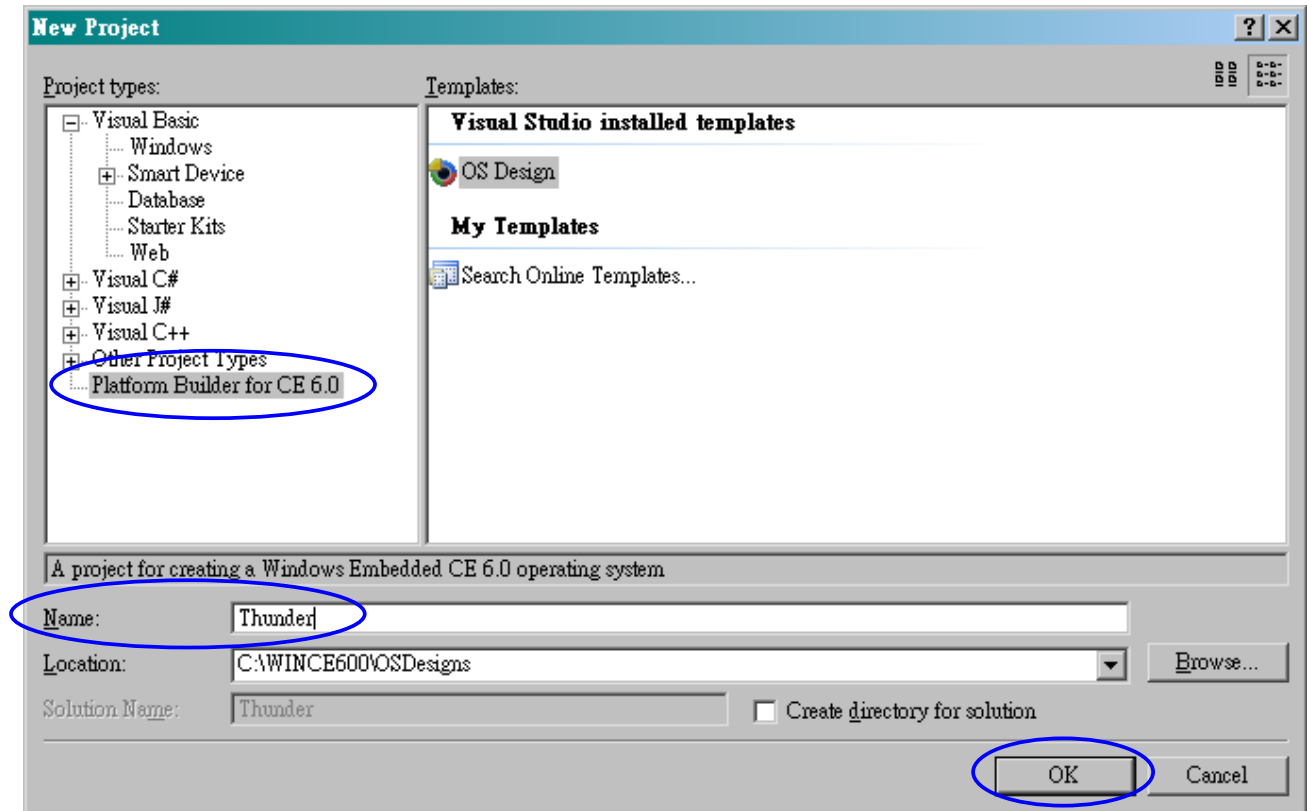 New Project
Project types:
Templates:
Visual Basic
Windows
Smart Device
Database
Starter Kits
Web
Visual C#
Visual J#
Visual C++
Other Project Types
Platform Builder for CE 6.0
Visual Studio installed templates
OS Design
My Templates
Search Online Templates...
A project for creating a Windows Embedded CE 6.0 operating system
Name: Thunder
Location: C:\WINCE600\OSDesigns Browse...
Solution Name: Thunder Create directory for solution
OK Cancel